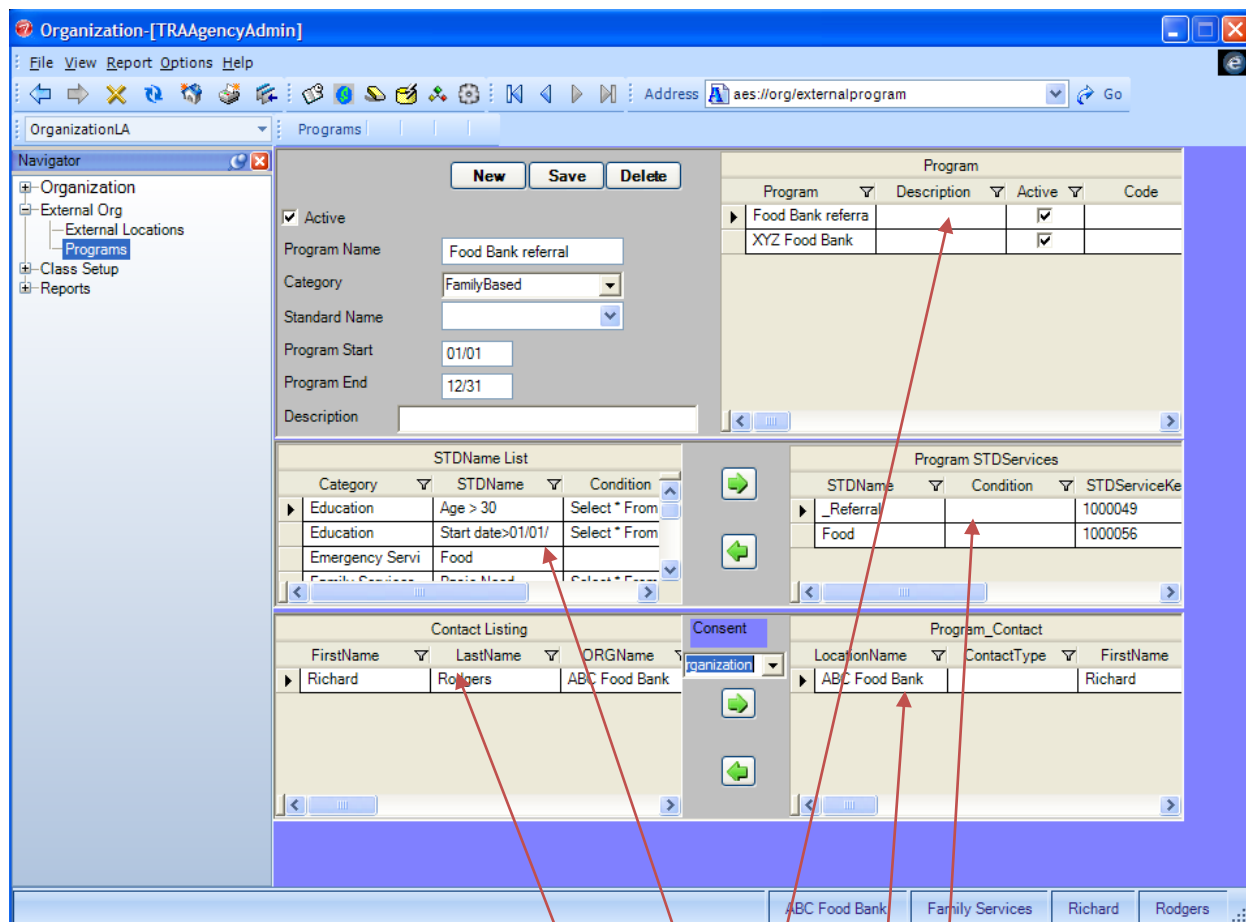 Organization-[TRAAgencyAdmin]
File View Report Options Help
Address aes://org/externalprogram Go
OrganizationLA Programs
Navigator
Organization
External Org
External Locations
Programs
Class Setup
Reports
New Save Delete
Active
Program Name Food Bank referral
Category FamilyBased
Standard Name
Program Start 01/01
Program End 12/31
Description
Program
Program Description Active Code
Food Bank referra
XYZ Food Bank
STDName List
Category STDName Condition
Education Age > 30 Select * From
Education Start date>01/01/ Select * From
Emergency Servi Food
Program STDServices
STDName Condition STDServiceKe
_Referral 1000049
Food 1000056
Contact Listing
FirstName LastName ORGName
Richard Rodgers ABC Food Bank
Consent
rganization
Program_Contact
LocationName ContactType FirstName
ABC Food Bank Richard
ABC Food Bank Family Services Richard Rodgers